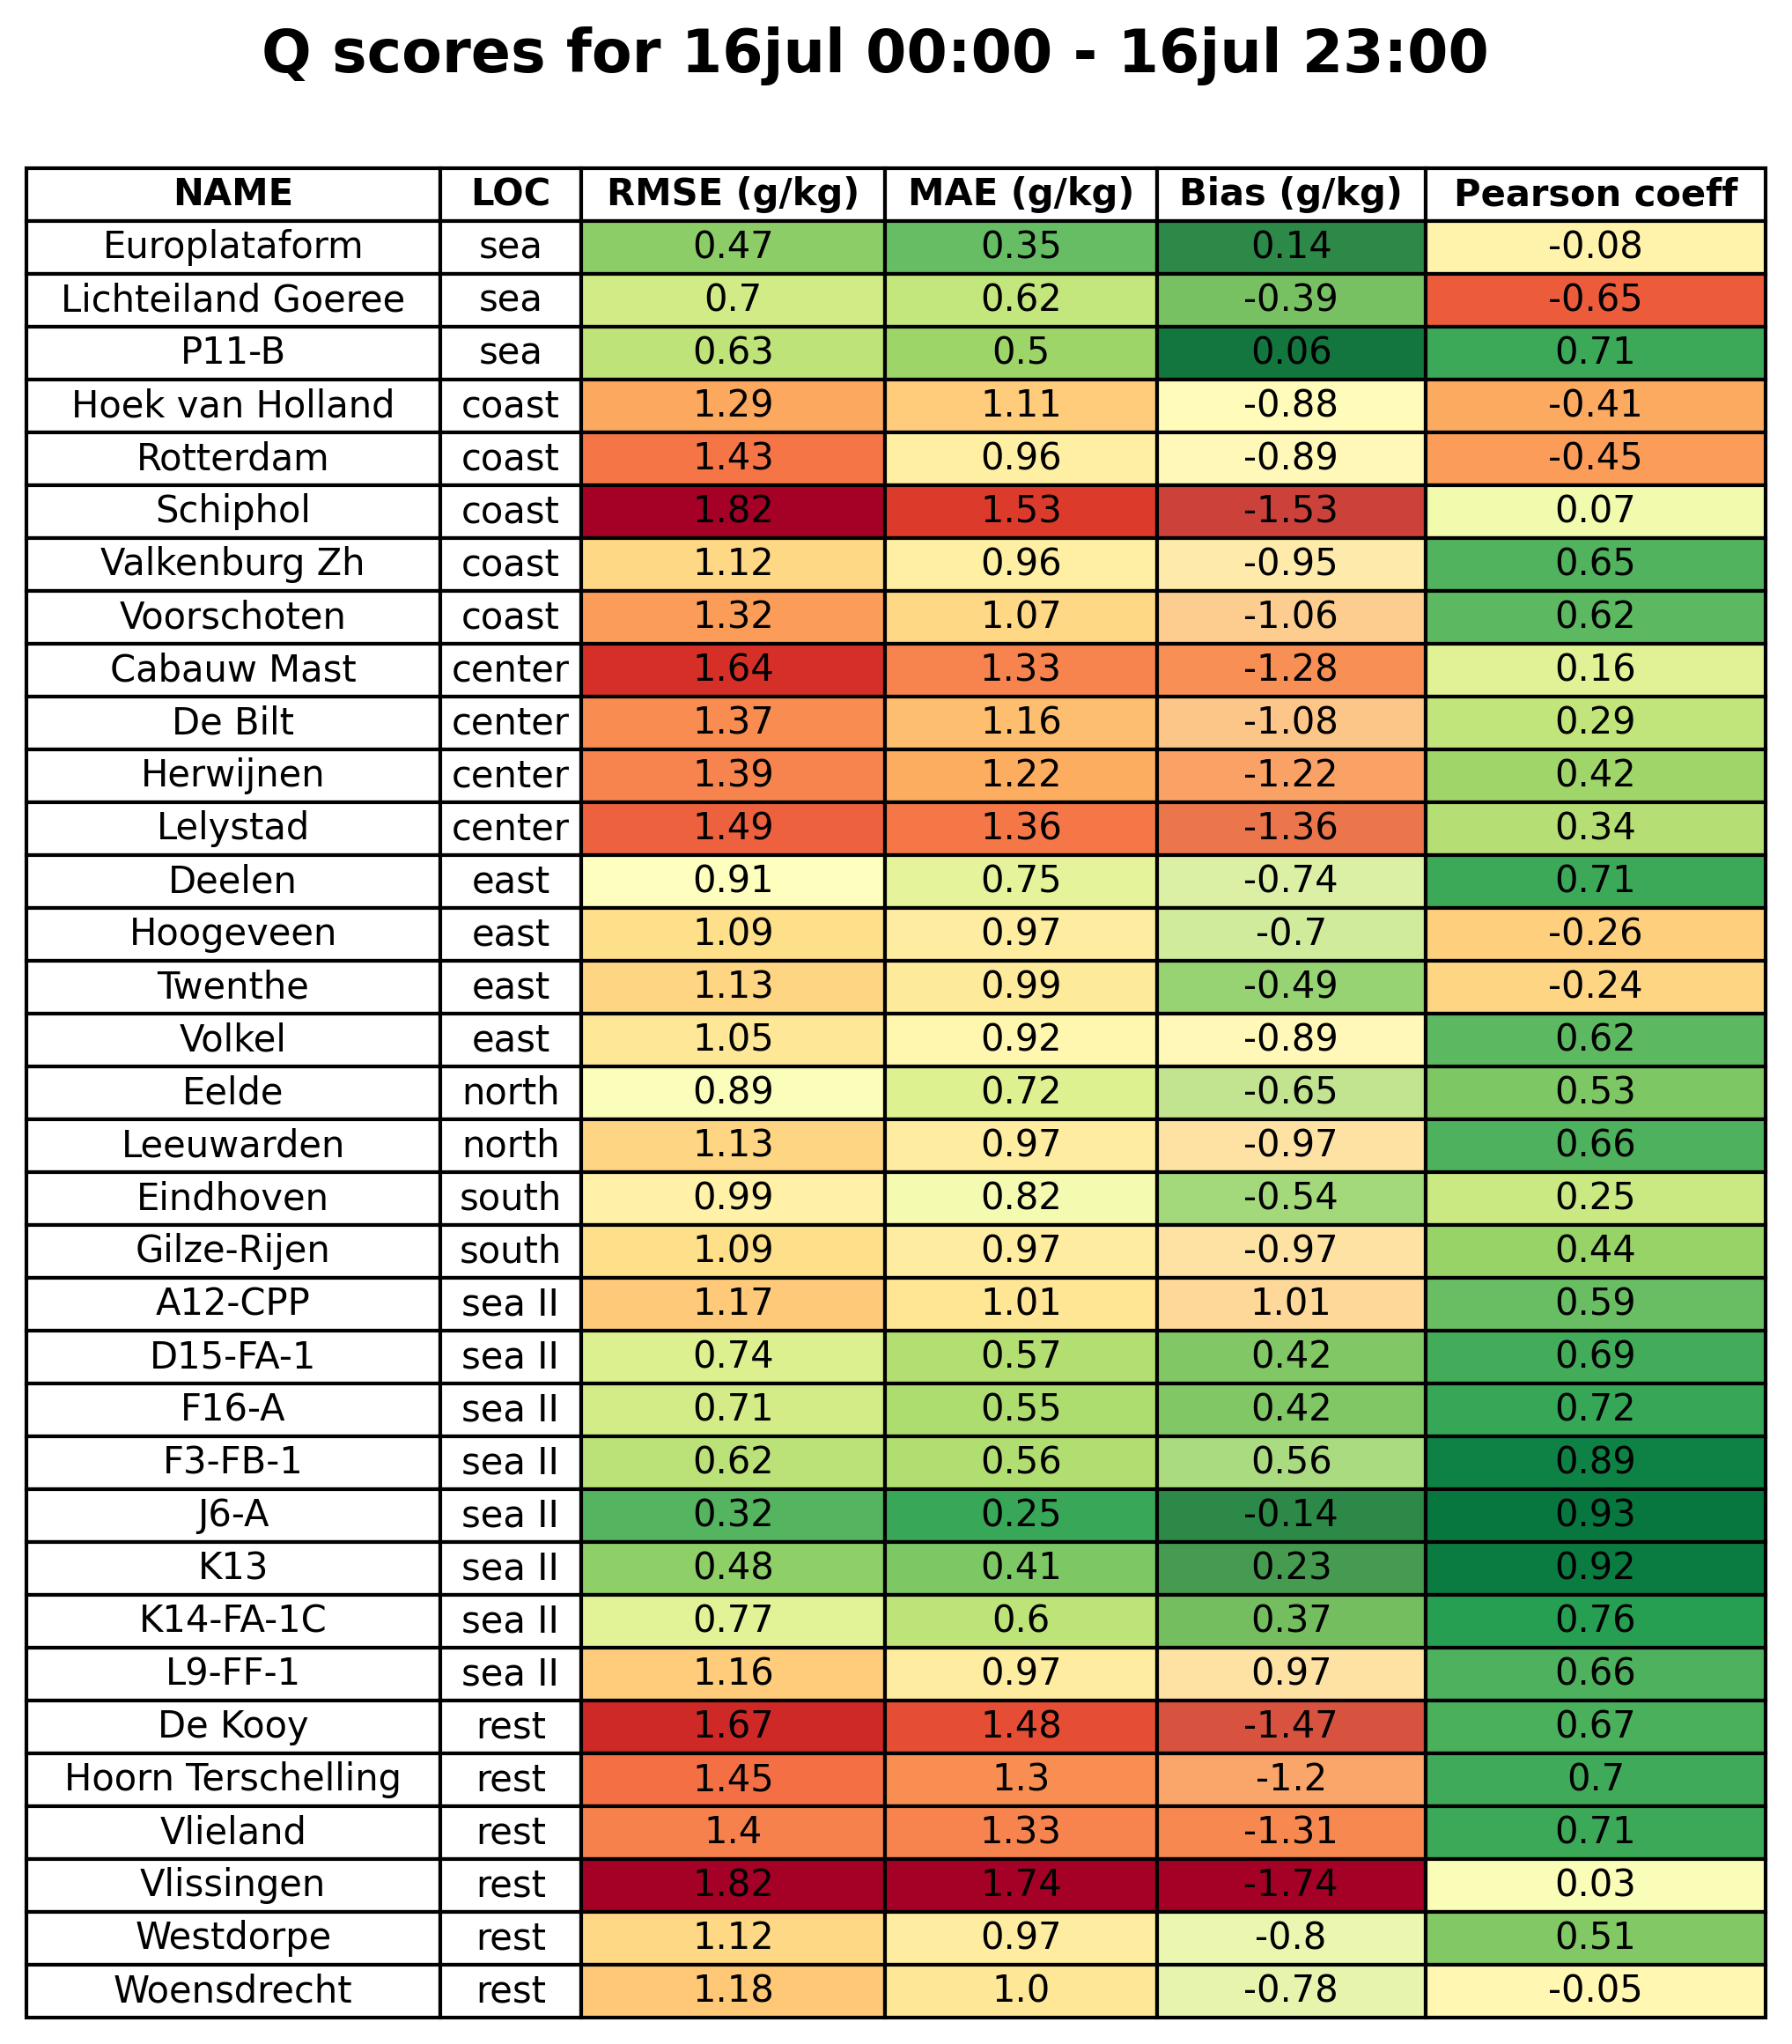 Q scores for 16jul 00:00 - 16jul 23:00
NAME LOC RMSE (g/kg) MAE (g/kg) Bias (g/kg) Pearson coeff
Europlataform sea 0.47 0.35 0.14 -0.08
Lichteiland Goeree sea 0.7 0.62 -0.39 -0.65
P11-B sea 0.63 0.5 0.06 0.71
Hoek van Holland coast 1.29 1.11 -0.88 -0.41
Rotterdam coast 1.43 0.96 -0.89 -0.45
Schiphol coast 1.82 1.53 -1.53 0.07
Valkenburg Zh coast 1.12 0.96 -0.95 0.65
Voorschoten coast 1.32 1.07 -1.06 0.62
Cabauw Mast center 1.64 1.33 -1.28 0.16
De Bilt center 1.37 1.16 -1.08 0.29
Herwijnen center 1.39 1.22 -1.22 0.42
Lelystad center 1.49 1.36 -1.36 0.34
Deelen east 0.91 0.75 -0.74 0.71
Hoogeveen east 1.09 0.97 -0.7 -0.26
Twenthe east 1.13 0.99 -0.49 -0.24
Volkel east 1.05 0.92 -0.89 0.62
Eelde north 0.89 0.72 -0.65 0.53
Leeuwarden north 1.13 0.97 -0.97 0.66
Eindhoven south 0.99 0.82 -0.54 0.25
Gilze-Rijen south 1.09 0.97 -0.97 0.44
A12-CPP sea II 1.17 1.01 1.01 0.59
D15-FA-1 sea II 0.74 0.57 0.42 0.69
F16-A sea II 0.71 0.55 0.42 0.72
F3-FB-1 sea II 0.62 0.56 0.56 0.89
J6-A sea II 0.32 0.25 -0.14 0.93
K13 sea II 0.48 0.41 0.23 0.92
K14-FA-1C sea II 0.77 0.6 0.37 0.76
L9-FF-1 sea II 1.16 0.97 0.97 0.66
De Kooy rest 1.67 1.48 -1.47 0.67
Hoorn Terschelling rest 1.45 1.3 -1.2 0.7
Vlieland rest 1.4 1.33 -1.31 0.71
Vlissingen rest 1.82 1.74 -1.74 0.03
Westdorpe rest 1.12 0.97 -0.8 0.51
Woensdrecht rest 1.18 1.0 -0.78 -0.05